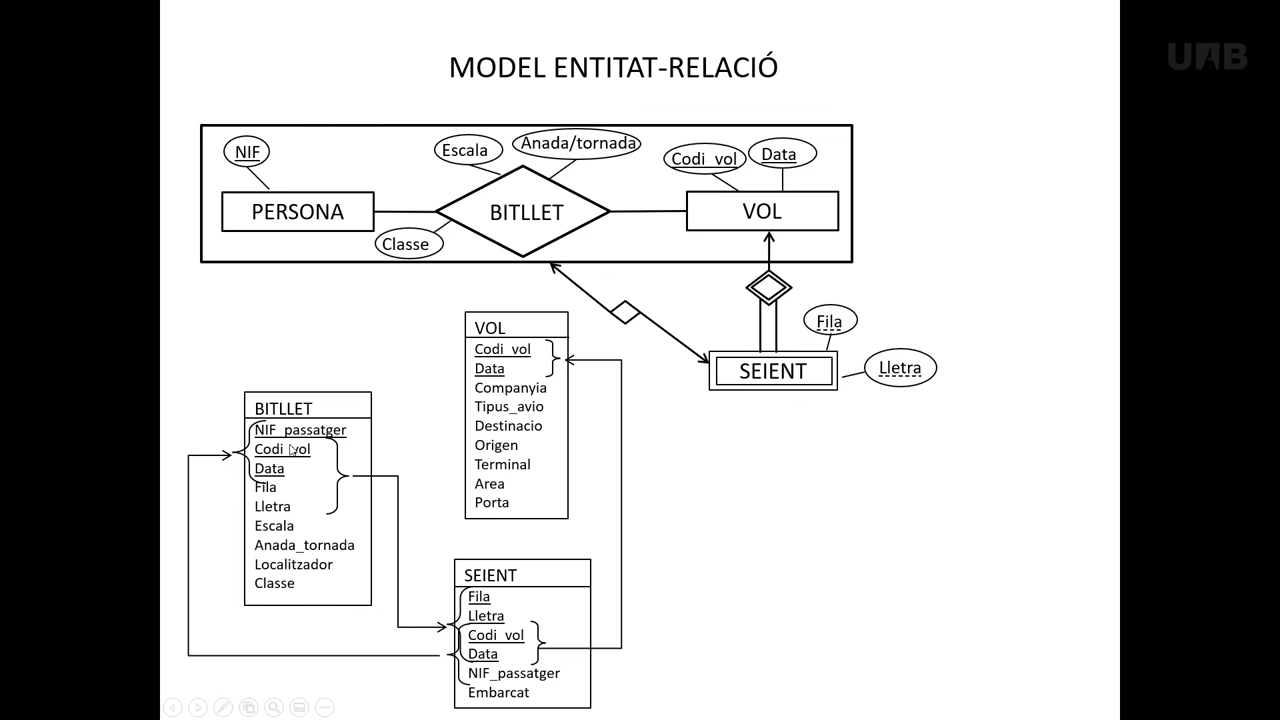 UAB
MODEL ENTITAT-RELACIÓ
NIF
Escala
Anada/tornada
Codi_vol
Data
PERSONA
BITLLET
VOL
Classe
Fila
SEIENT
Lletra
VOL
Codi_vol
Data
Companyia
Tipus_avio
Destinacio
Origen
Terminal
Area
Porta
BITLLET
NIF_passatger
Codi_vol
Data
Fila
Lletra
Escala
Anada_tornada
Localitzador
Classe
SEIENT
Fila
Lletra
Codi_vol
Data
NIF_passatger
Embarcat